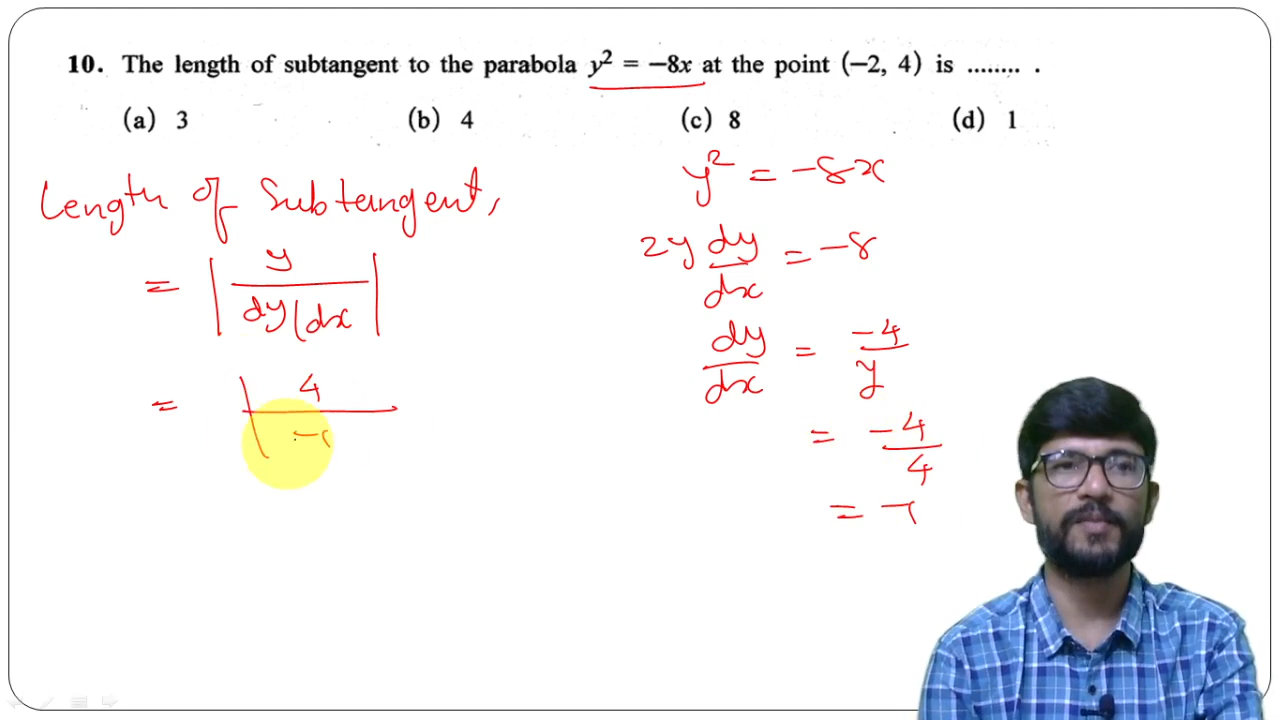 10. The length of subtangent to the parabola y² = −8x at the point (−2, 4) is ........ .
(a) 3 (b) 4 (c) 8 (d) 1
Length of Subtangent,
= | y / dy/dx |
= | 4 / -1
y² = -8x
2y dy/dx = -8
dy/dx = -4/y
= -4/4
= -1